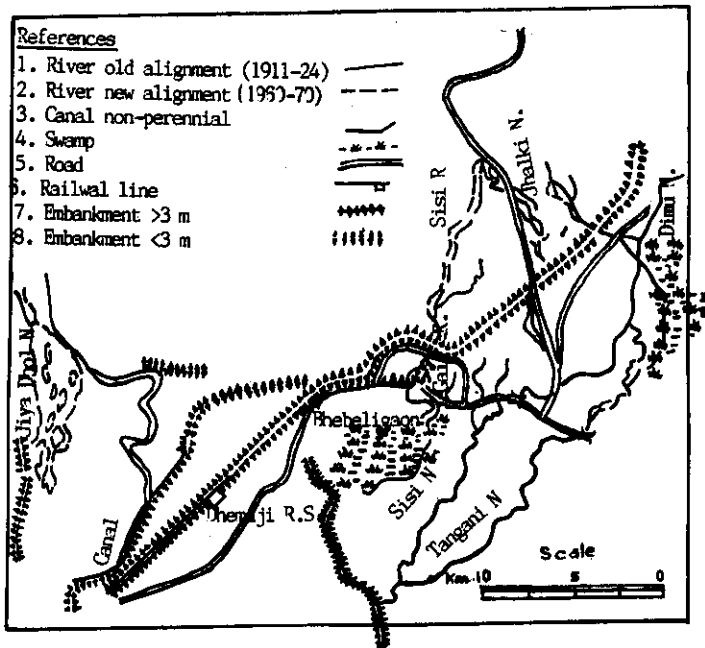 References
1. River old alignment (1911-24)
2. River new alignment (1960-70)
3. Canal non-perennial
4. Swamp
5. Road
6. Railwal line
7. Embankment >3 m
8. Embankment <3 m
Sisi R
Jhalki N.
Dimu N.
Jiya Dhol N
Bhebeligaon
Dhemaji R.S
Canal
Sisi N
Tangani N
Scale
Km. 10 5 0